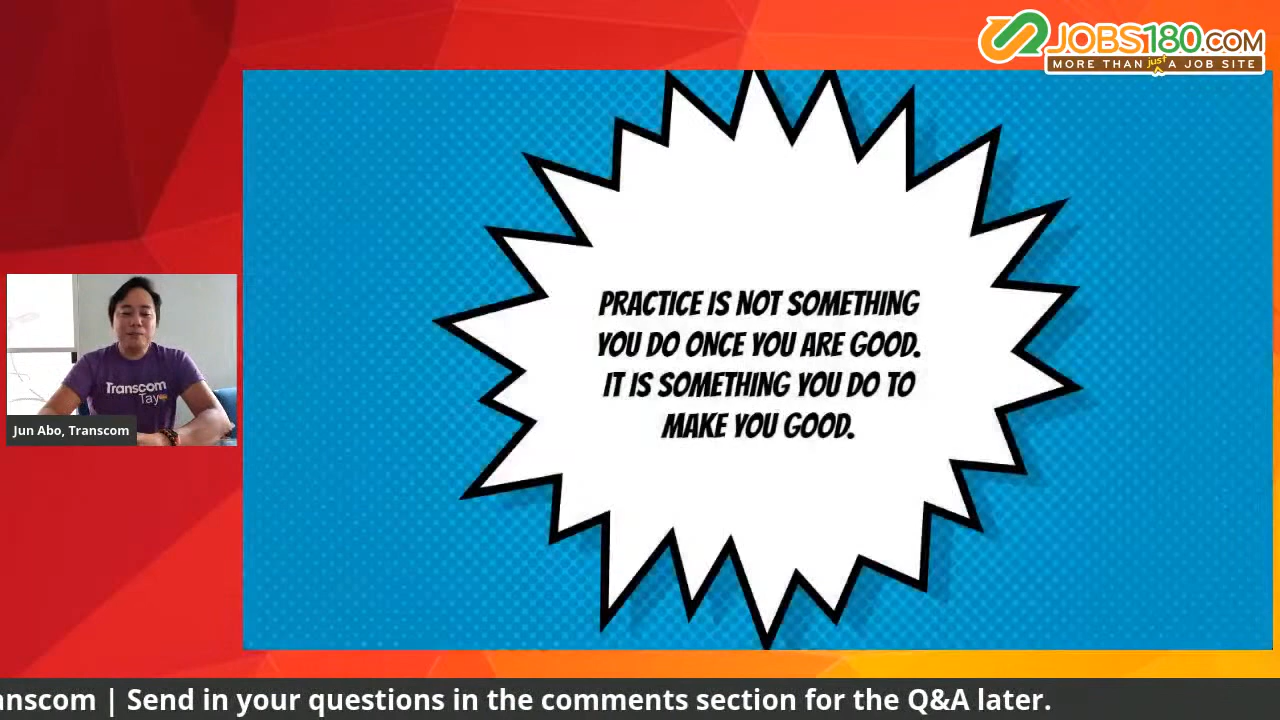 JOBS180.COM
MORE THAN just A JOB SITE
PRACTICE IS NOT SOMETHING
YOU DO ONCE YOU ARE GOOD.
IT IS SOMETHING YOU DO TO
MAKE YOU GOOD.
Transcom
Tayo
Jun Abo, Transcom
anscom | Send in your questions in the comments section for the Q&A later.